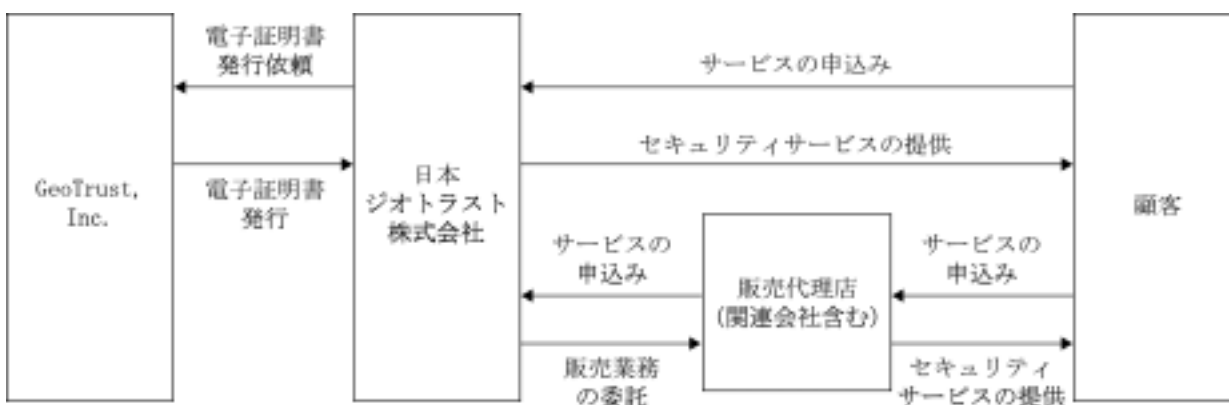 電子証明書
発行依頼
サービスの申込み
セキュリティサービスの提供
GeoTrust,
Inc.
電子証明書
発行
日本
ジオトラスト
株式会社
顧客
サービスの
申込み
販売代理店
(関連会社含む)
サービスの
申込み
販売業務
の委託
セキュリティ
サービスの提供